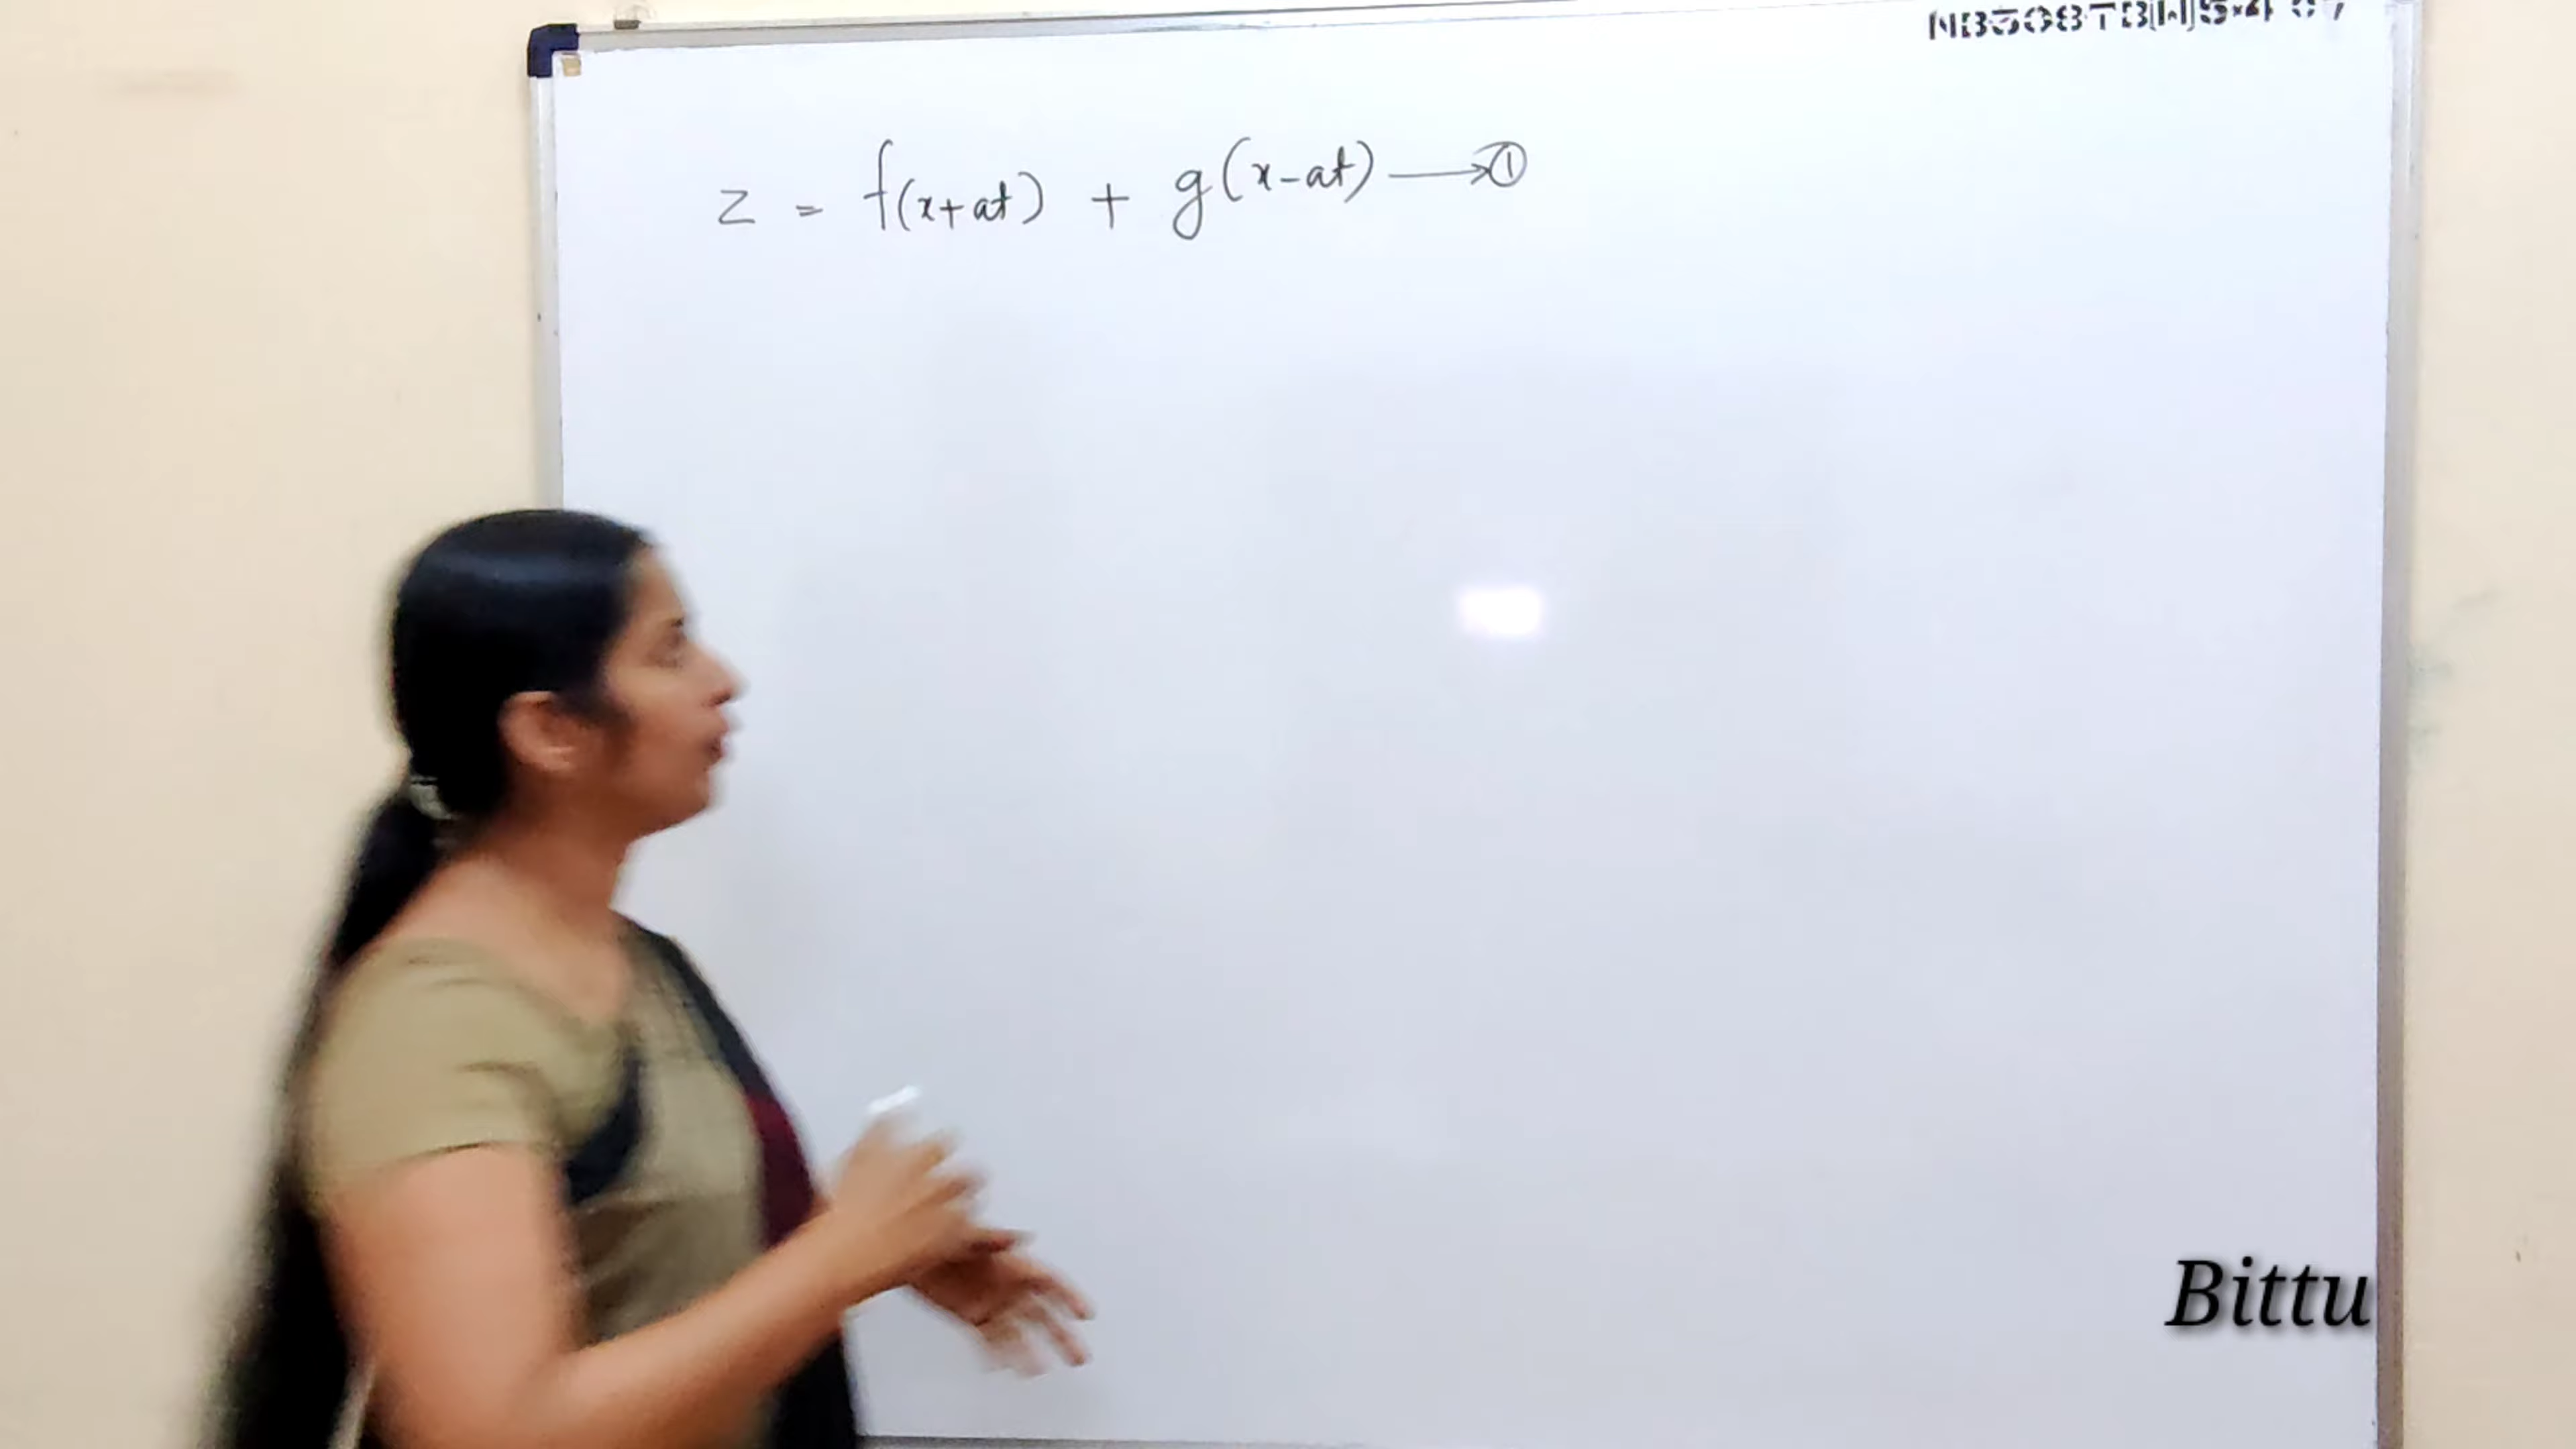 z = f(x+at) + g(x-at) ⟶ ①
Bittu